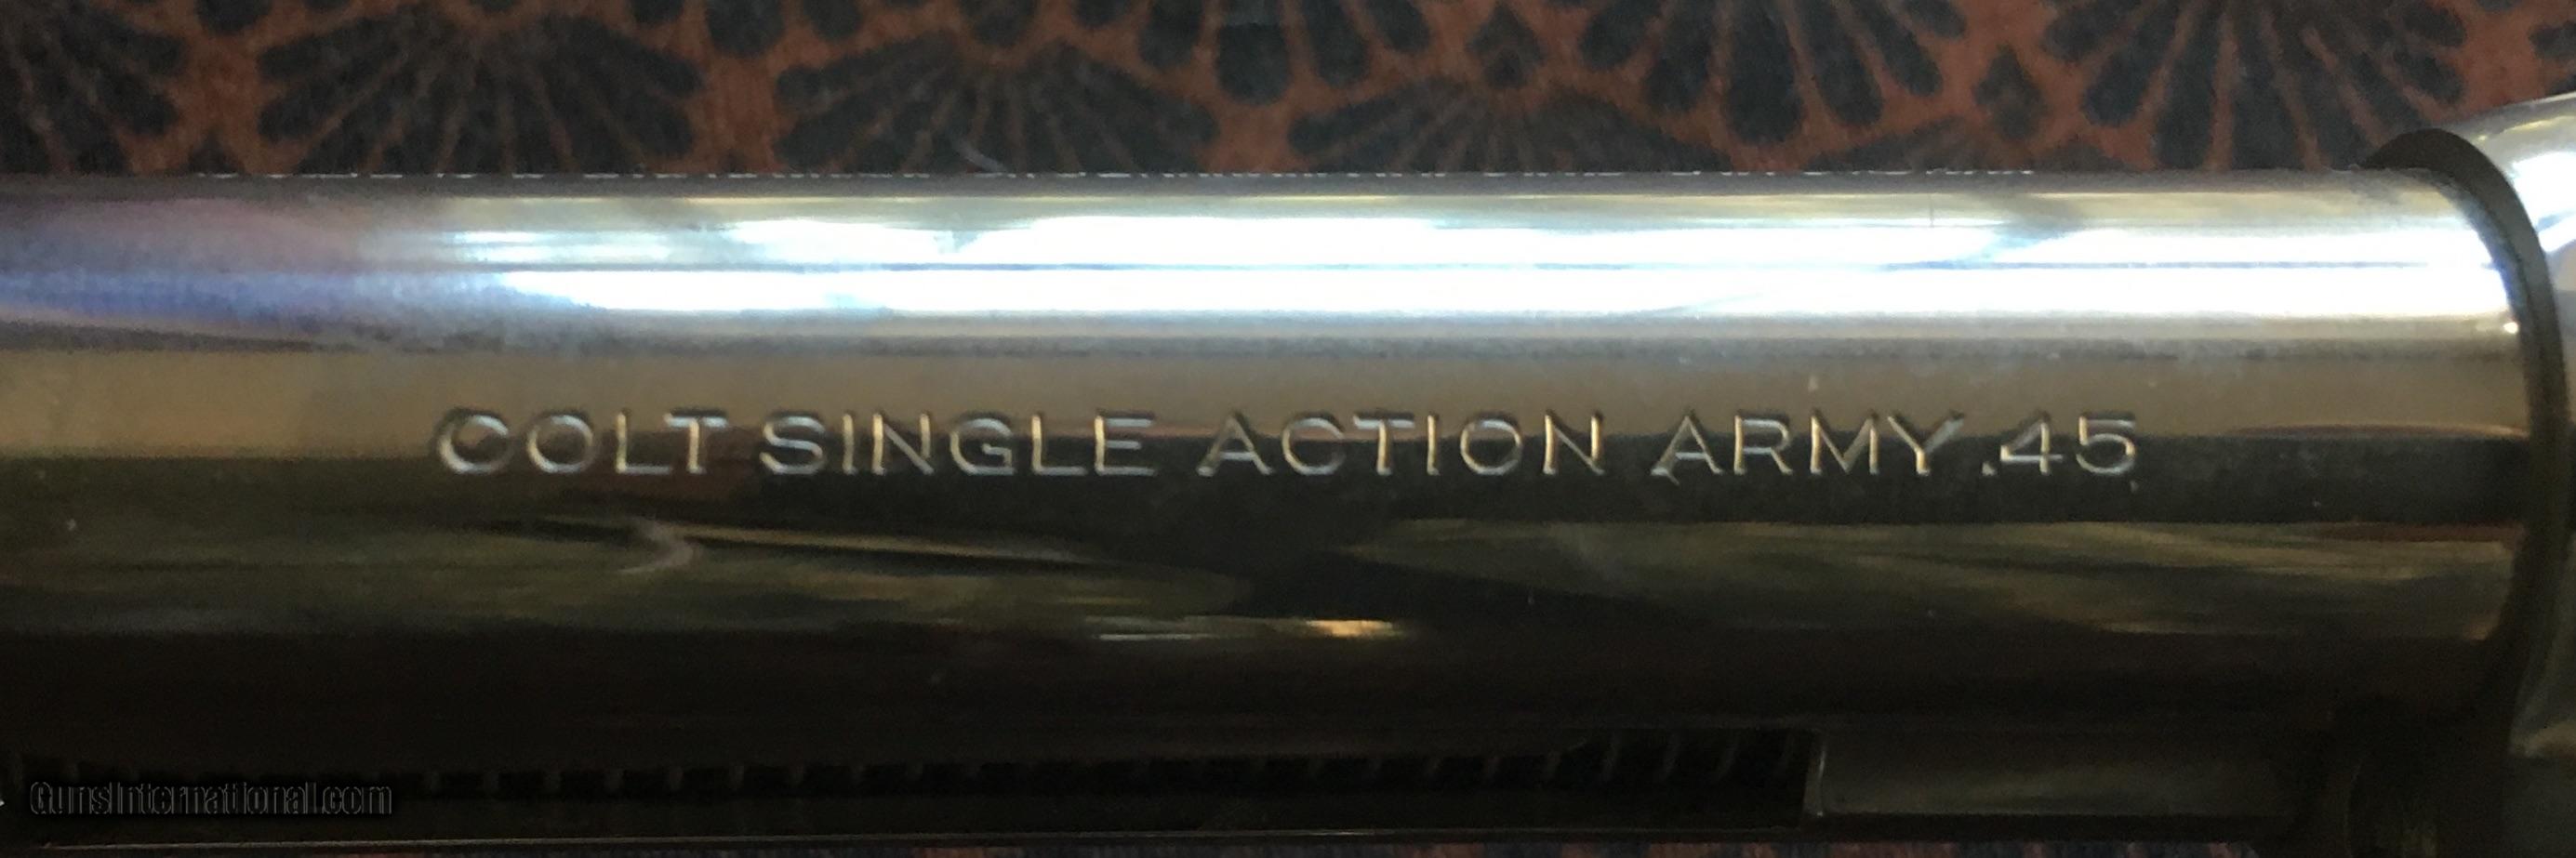 COLT SINGLE ACTION ARMY .45
GunsInternational.com